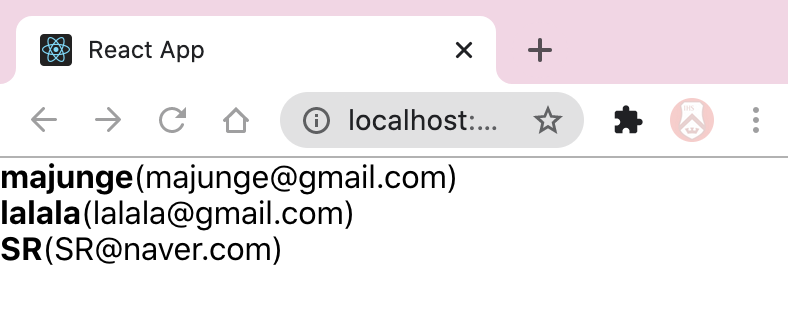 React App
localhost:...
majunge(majunge@gmail.com)
lalala(lalala@gmail.com)
SR(SR@naver.com)